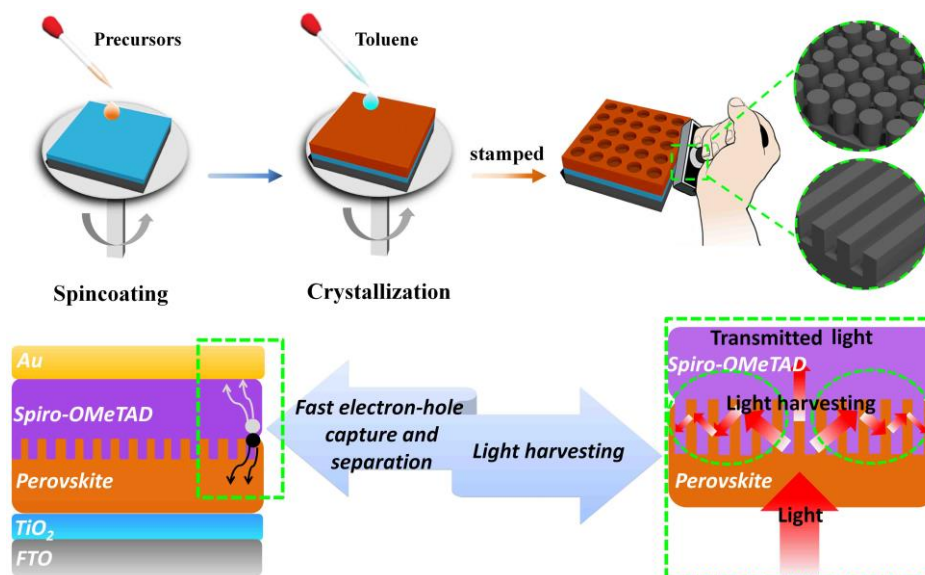 Precursors
Toluene
stamped
Spincoating
Crystallization
Au
Spiro-OMeTAD
Perovskite
TiO₂
FTO
Fast electron-hole
capture and
separation
Light harvesting
Transmitted light
Spiro-OMeTAD
Light harvesting
Perovskite
Light